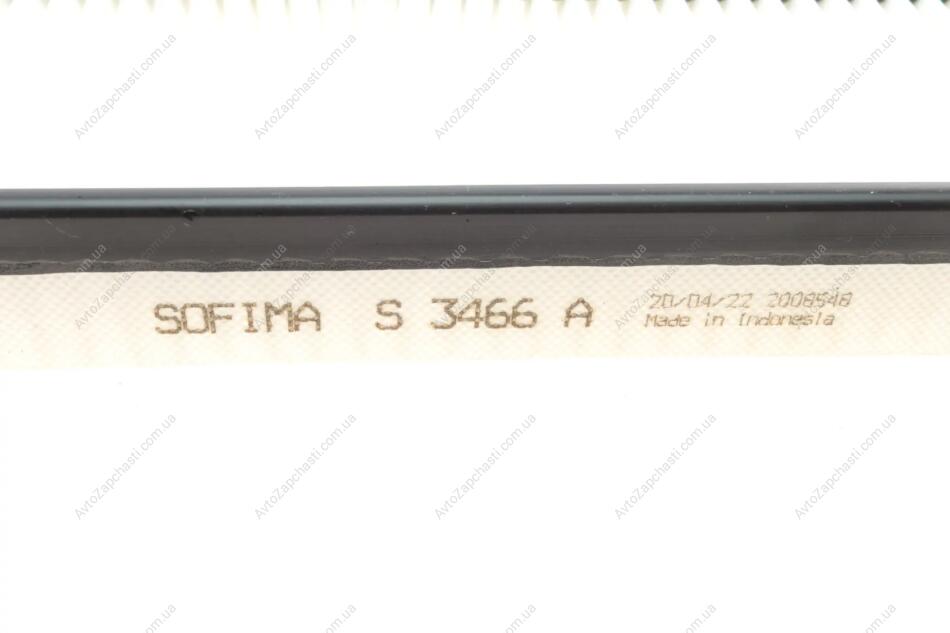 SOFIMA S 3466 A
20/04/22 2008548
Made in Indonesia
AvtoZapchasti.com.ua